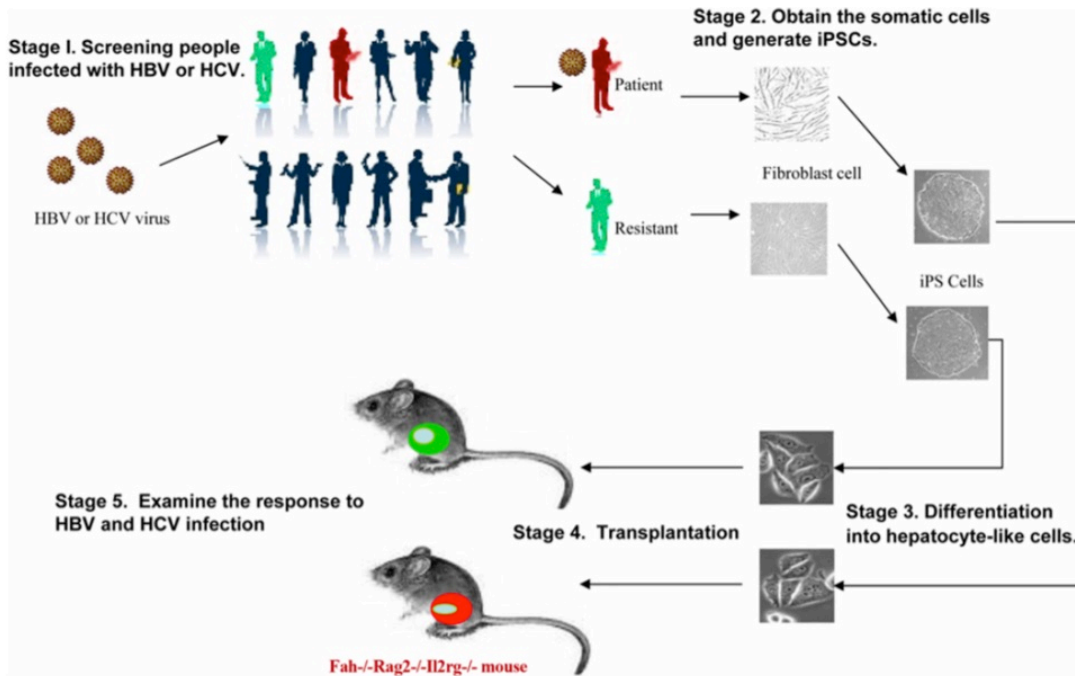 Stage I. Screening people
infected with HBV or HCV.
HBV or HCV virus
Patient
Resistant
Stage 2. Obtain the somatic cells
and generate iPSCs.
Fibroblast cell
iPS Cells
Stage 3. Differentiation
into hepatocyte-like cells.
Stage 4. Transplantation
Stage 5. Examine the response to
HBV and HCV infection
Fah-/-Rag2-/-Il2rg-/- mouse